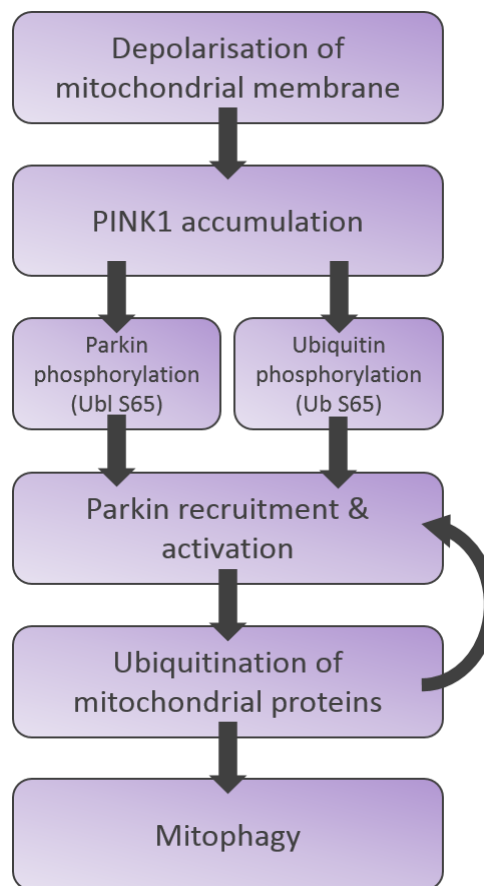 Depolarisation of
mitochondrial membrane
PINK1 accumulation
Parkin
phosphorylation
(Ubl S65)
Ubiquitin
phosphorylation
(Ub S65)
Parkin recruitment &
activation
Ubiquitination of
mitochondrial proteins
Mitophagy